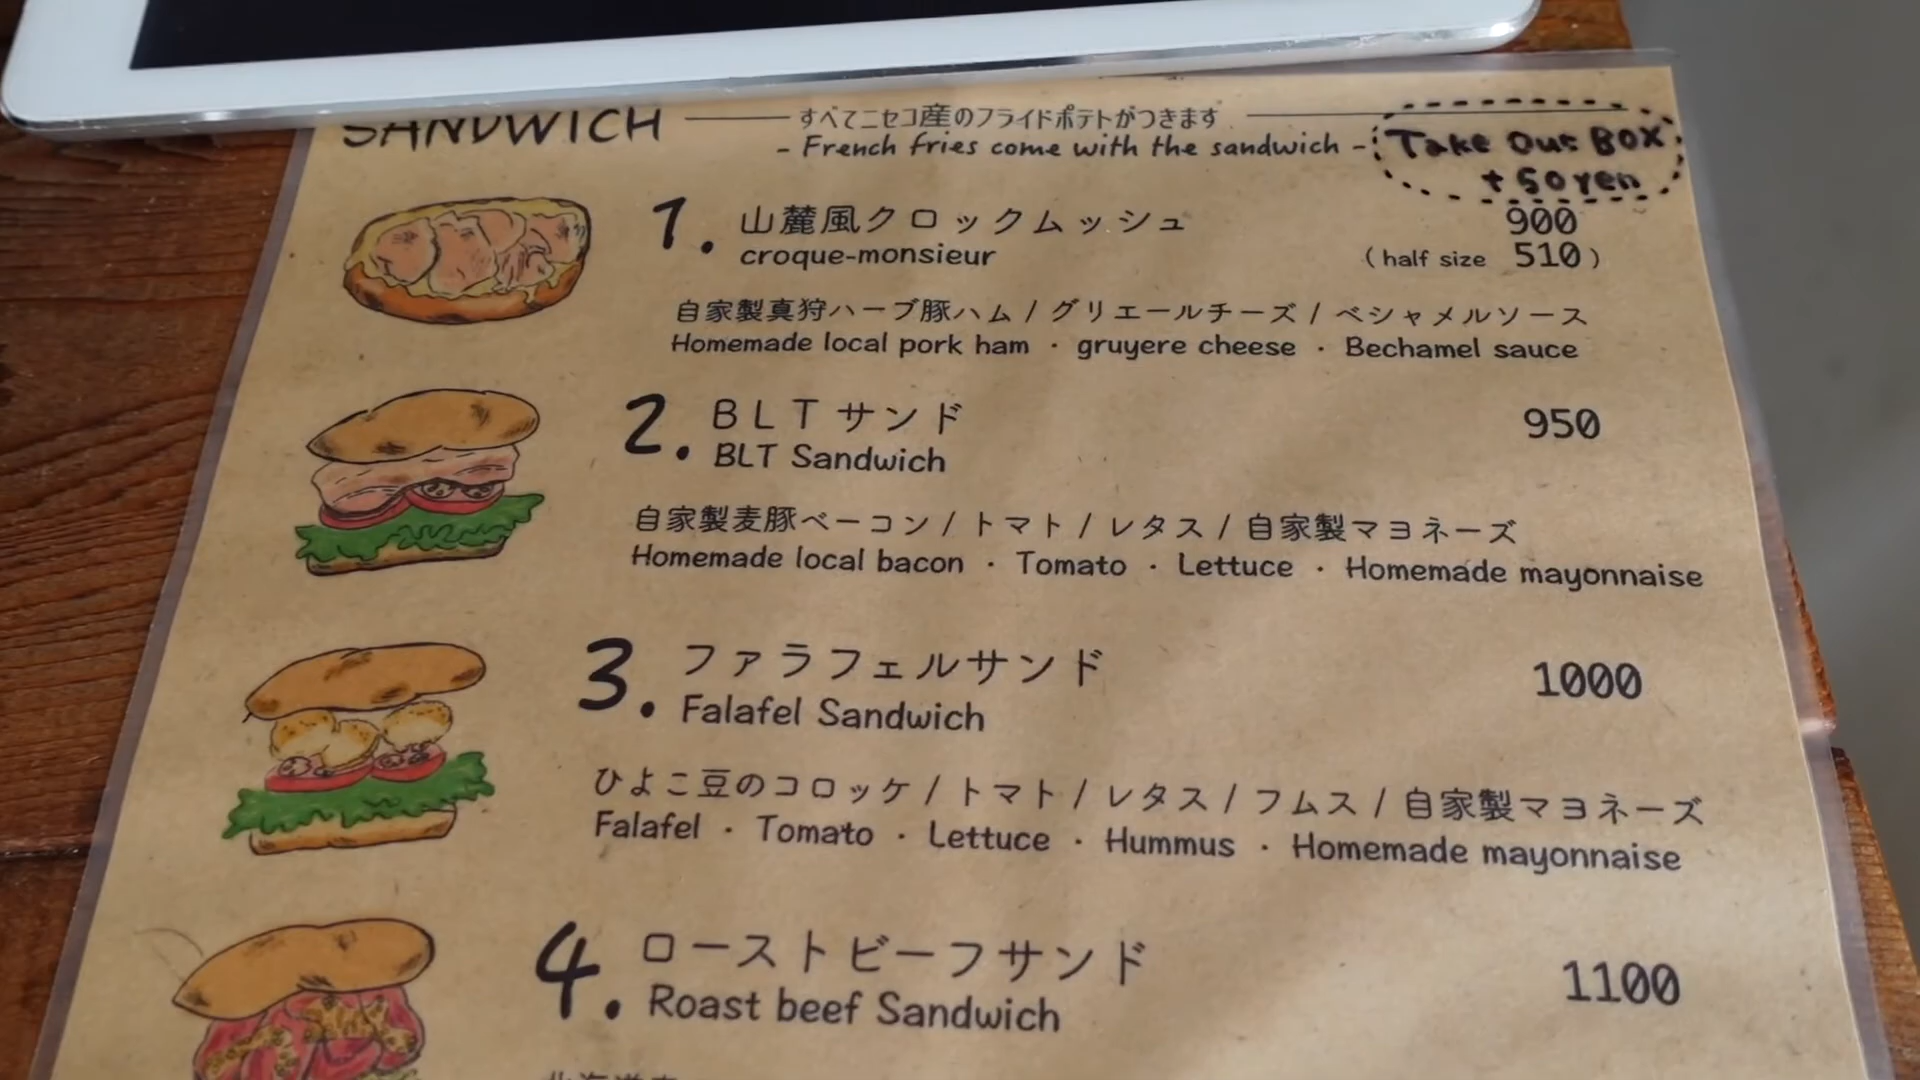 SANDWICH
すべてニセコ産のフライドポテトがつきます
- French fries come with the sandwich -
Take Out BOX
+ 50 yen
1. 山麓風クロックムッシュ 900
croque-monsieur (half size 510)
自家製真狩ハーブ豚ハム / グリエールチーズ / ベシャメルソース
Homemade local pork ham · gruyere cheese · Bechamel sauce
2. BLTサンド 950
BLT Sandwich
自家製麦豚ベーコン / トマト / レタス / 自家製マヨネーズ
Homemade local bacon · Tomato · Lettuce · Homemade mayonnaise
3. ファラフェルサンド 1000
Falafel Sandwich
ひよこ豆のコロッケ / トマト / レタス / フムス / 自家製マヨネーズ
Falafel · Tomato · Lettuce · Hummus · Homemade mayonnaise
4. ローストビーフサンド 1100
Roast beef Sandwich